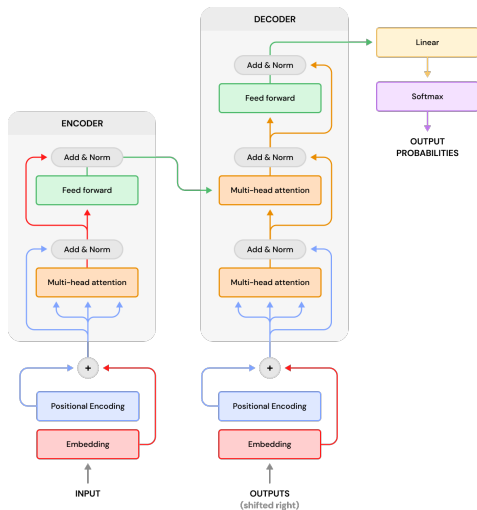 DECODER
Add & Norm
Feed forward
Add & Norm
Multi-head attention
Add & Norm
Multi-head attention
+
Positional Encoding
Embedding
OUTPUTS
(shifted right)
ENCODER
Add & Norm
Feed forward
Add & Norm
Multi-head attention
+
Positional Encoding
Embedding
INPUT
Linear
Softmax
OUTPUT
PROBABILITIES